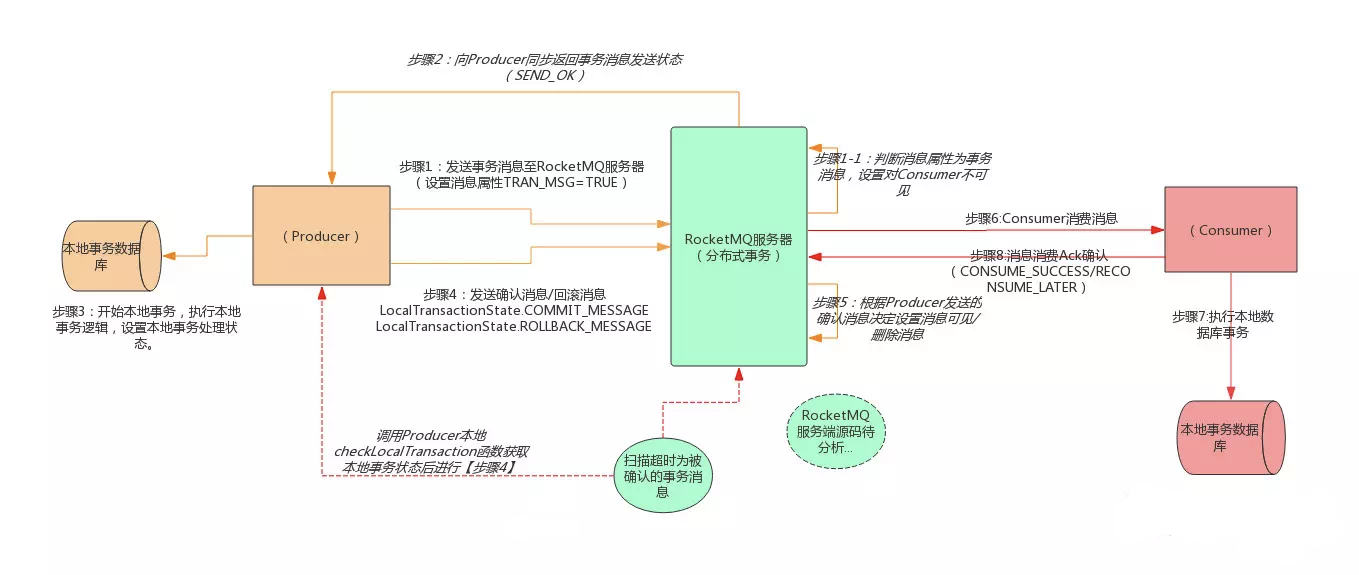 步骤2：向Producer同步返回事务消息发送状态
（SEND_OK）
步骤1：发送事务消息至RocketMQ服务器
（设置消息属性TRAN_MSG=TRUE）
步骤1-1：判断消息属性为事务
消息，设置对Consumer不可
见
（Producer）
本地事务数据
库
RocketMQ服务器
（分布式事务）
步骤6:Consumer消费消息
（Consumer）
步骤8:消息消费Ack确认
（CONSUME_SUCCESS/RECO
NSUME_LATER）
步骤3：开始本地事务，执行本地
事务逻辑，设置本地事务处理状
态。
步骤4：发送确认消息/回滚消息
LocalTransactionState.COMMIT_MESSAGE
LocalTransactionState.ROLLBACK_MESSAGE
步骤5：根据Producer发送的
确认消息决定设置消息可见/
删除消息
步骤7:执行本地数
据库事务
RocketMQ
服务端源码待
分析...
本地事务数据
库
调用Producer本地
checkLocalTransaction函数获取
本地事务状态后进行【步骤4】
扫描超时为被
确认的事务消
息